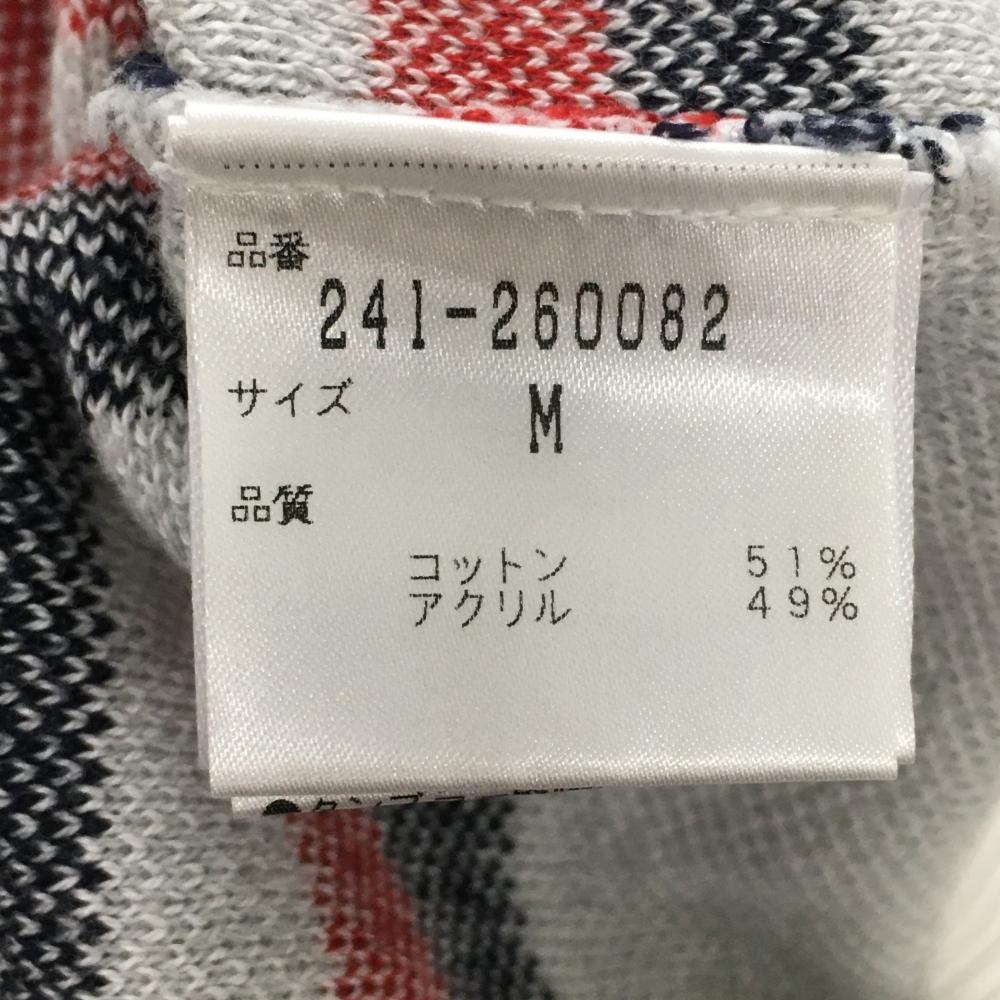 品番
241-260082
サイズ
M
品質
コットン 51%
アクリル 49%